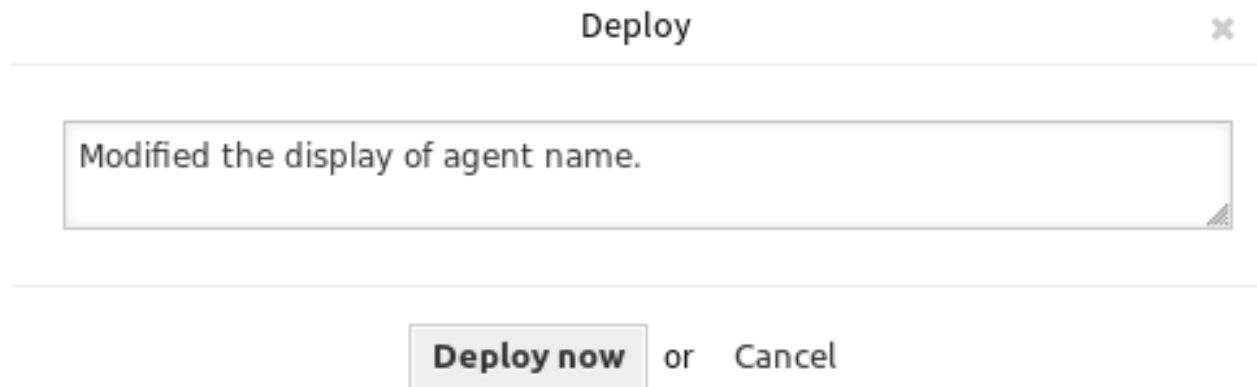 Deploy
Modified the display of agent name.
Deploy now or Cancel